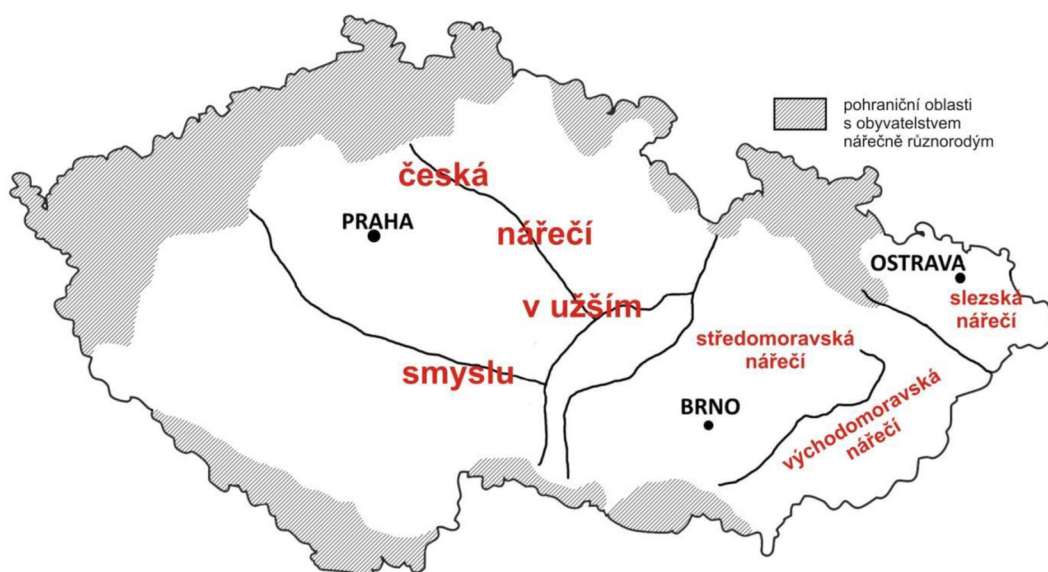 pohraniční oblasti
s obyvatelstvem
nářečně různorodým
česká
PRAHA
nářečí
v užším
smyslu
OSTRAVA
slezská
nářečí
středomoravská
nářečí
BRNO
východomoravská
nářečí